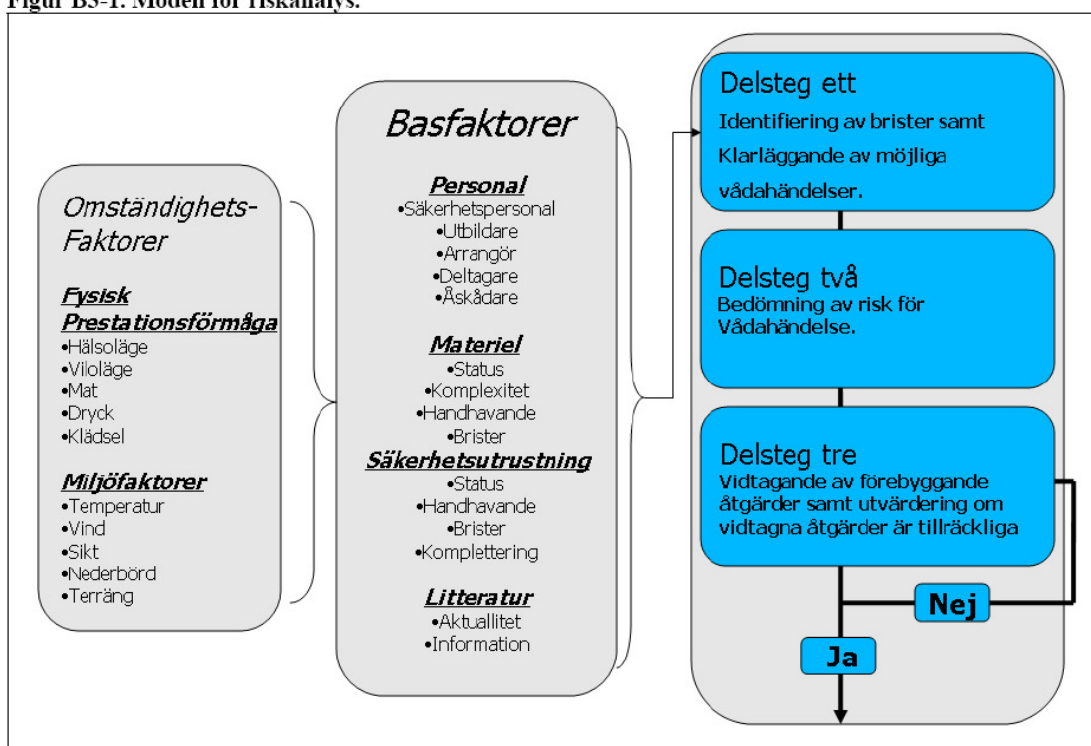 Figur B3-1. Modell för riskanalys.
Omständighets-
Faktorer
Fysisk
Prestationsförmåga
•Hälsoläge
•Viloläge
•Mat
•Dryck
•Klädsel
Miljöfaktorer
•Temperatur
•Vind
•Sikt
•Nederbörd
•Terräng
Basfaktorer
Personal
•Säkerhetspersonal
•Utbildare
•Arrangör
•Deltagare
•Åskådare
Materiel
•Status
•Komplexitet
•Handhavande
•Brister
Säkerhetsutrustning
•Status
•Handhavande
•Brister
•Komplettering
Litteratur
•Aktuallitet
•Information
Delsteg ett
Identifiering av brister samt
Klarläggande av möjliga
vådahändelser.
Delsteg två
Bedömning av risk för
Vådahändelse.
Delsteg tre
Vidtagande av förebyggande
åtgärder samt utvärdering om
vidtagna åtgärder är tillräckliga
Nej
Ja